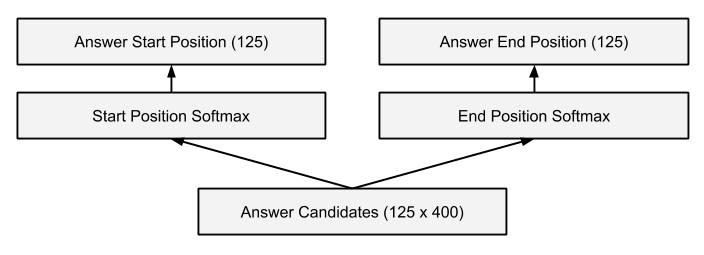 Answer Start Position (125)
Answer End Position (125)
Start Position Softmax
End Position Softmax
Answer Candidates (125 x 400)